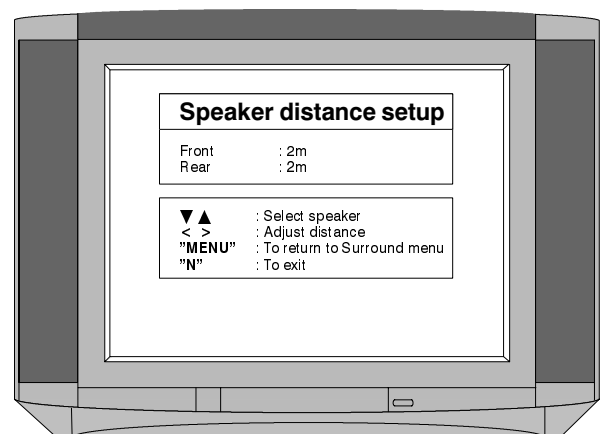 Speaker distance setup
Front : 2m
Rear : 2m
▼ ▲ : Select speaker
< > : Adjust distance
"MENU" : To return to Surround menu
"N" : To exit